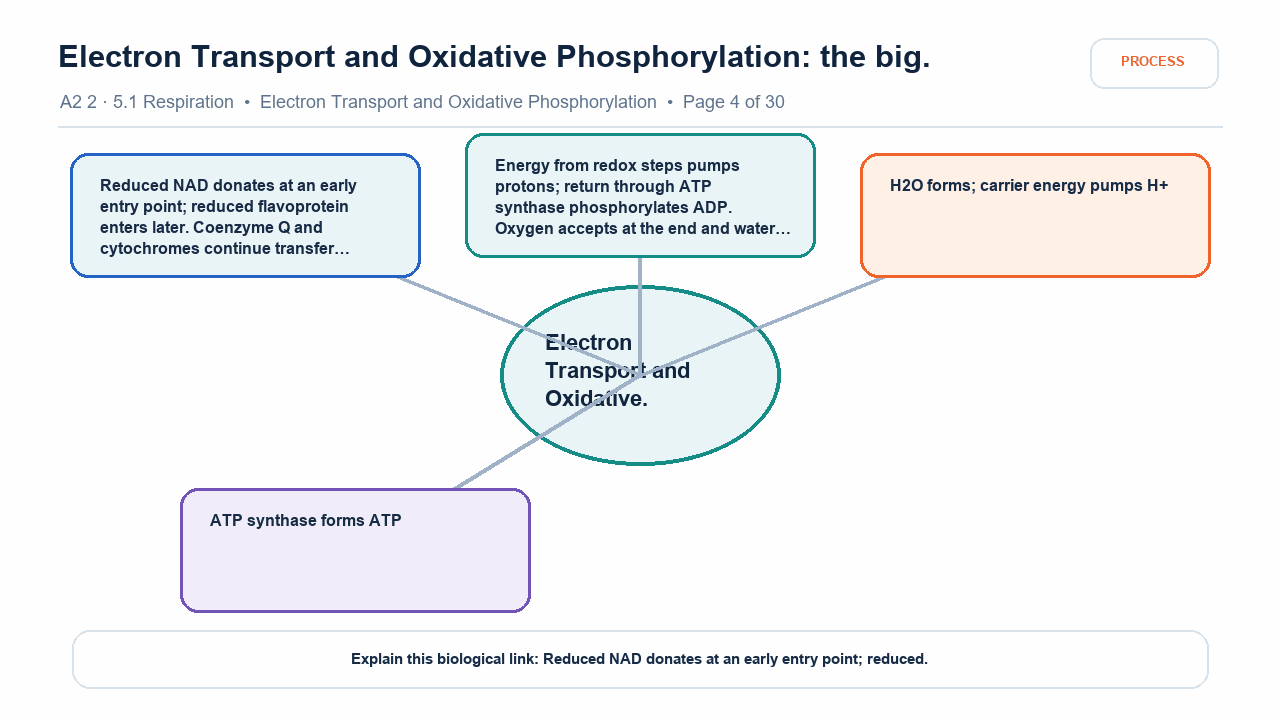 Electron Transport and Oxidative Phosphorylation: the big.
PROCESS
A2 2 · 5.1 Respiration • Electron Transport and Oxidative Phosphorylation • Page 4 of 30
Reduced NAD donates at an early
entry point; reduced flavoprotein
enters later. Coenzyme Q and
cytochromes continue transfer…
Energy from redox steps pumps
protons; return through ATP
synthase phosphorylates ADP.
Oxygen accepts at the end and water…
H2O forms; carrier energy pumps H+
Electron
Transport and
Oxidative.
ATP synthase forms ATP
Explain this biological link: Reduced NAD donates at an early entry point; reduced.